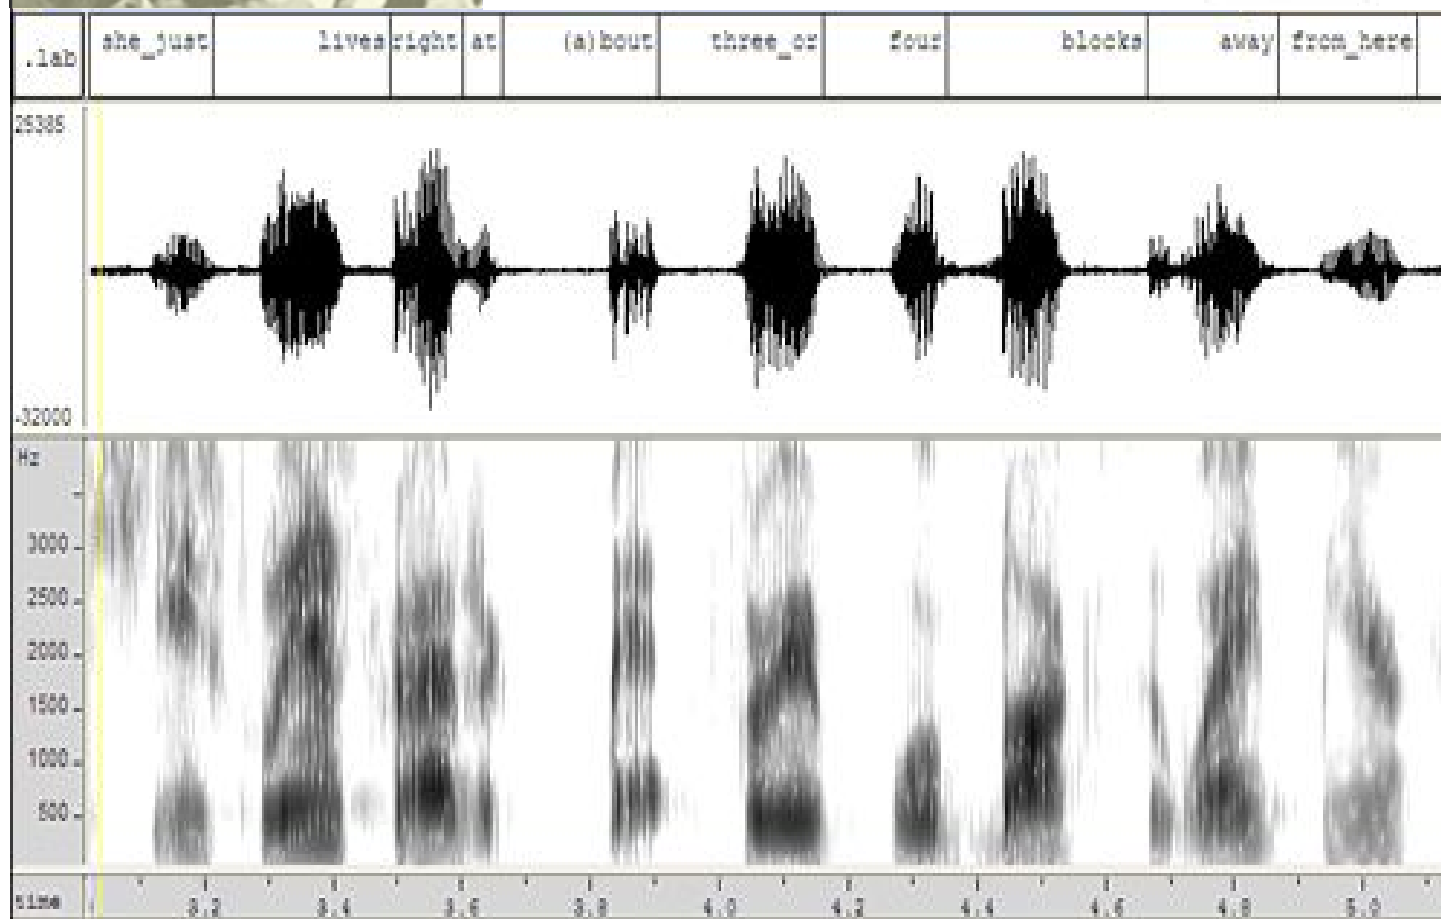 .lab she_just lives right at (a)bout three_or four blocks away from_here
25385
-32000
Hz
3000
2500
2000
1500
1000
500
time 3.2 3.4 3.6 3.8 4.0 4.2 4.4 4.6 4.8 5.0